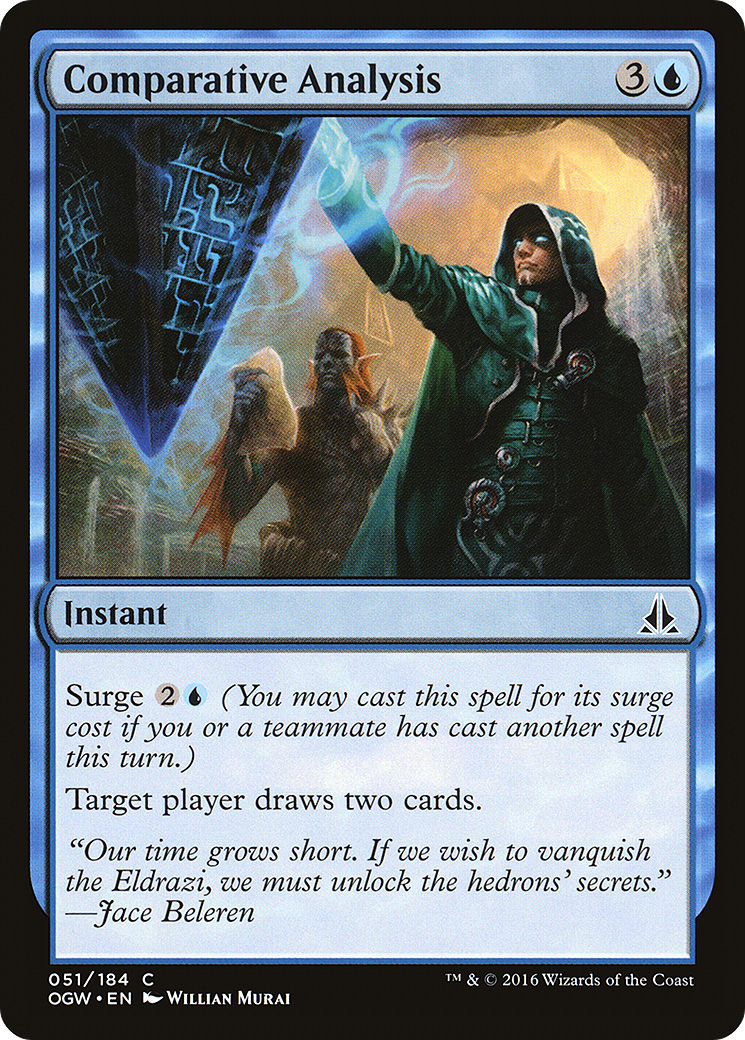 Comparative Analysis 3
Instant
Surge 2 (You may cast this spell for its surge
cost if you or a teammate has cast another spell
this turn.)
Target player draws two cards.
“Our time grows short. If we wish to vanquish
the Eldrazi, we must unlock the hedrons’ secrets.”
—Jace Beleren
051/184 C
OGW • EN Willian Murai
™ & © 2016 Wizards of the Coast